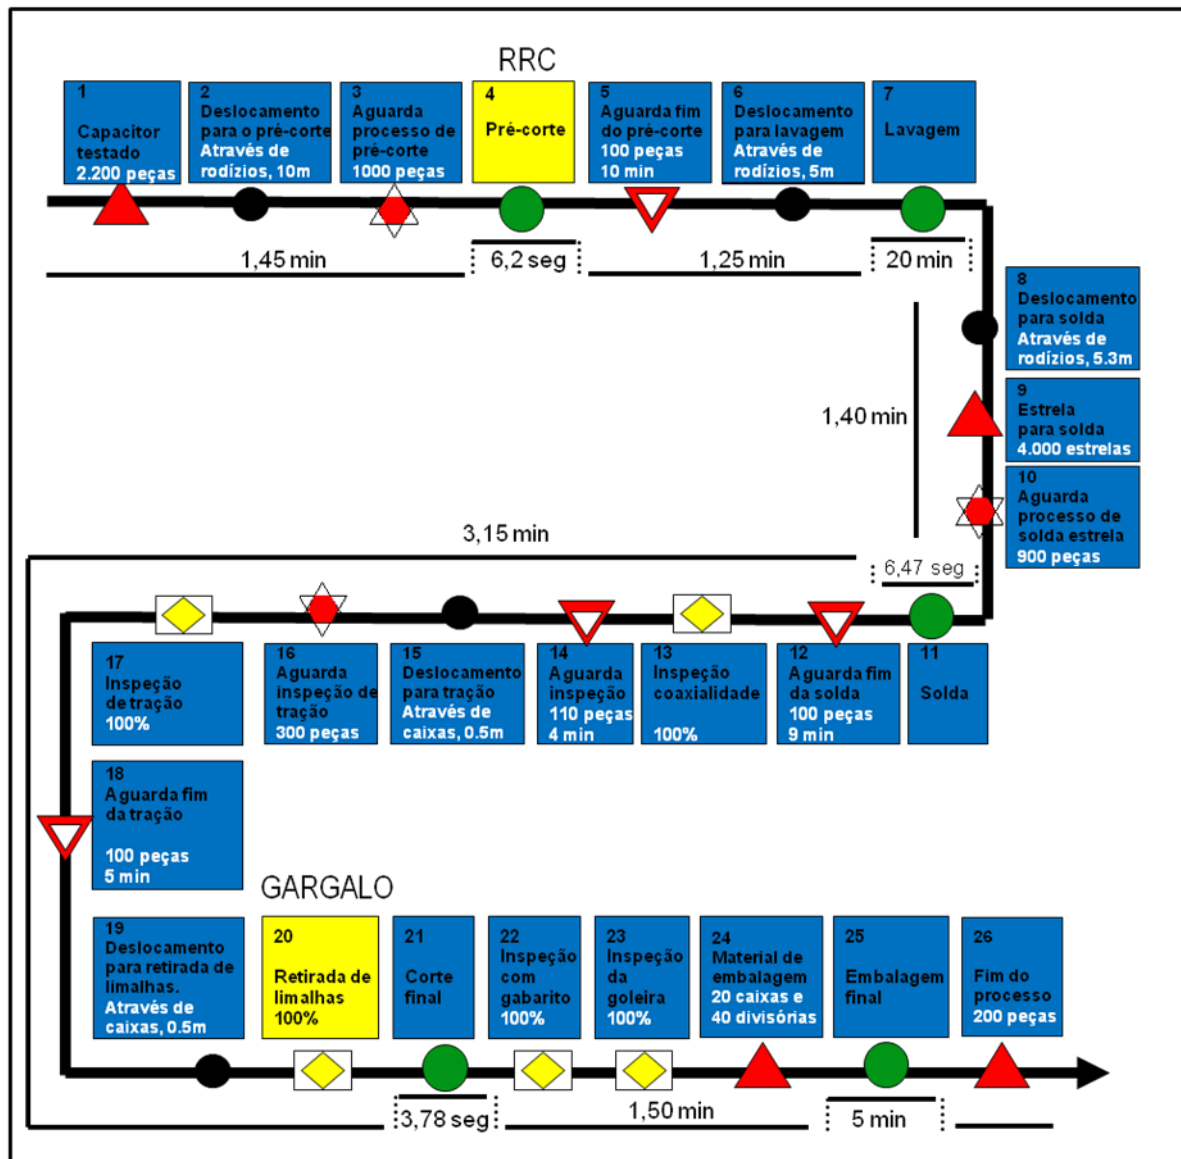 RRC
1
Capacitor
testado
2.200 peças
2
Deslocamento
para o pré-corte
Através de
rodízios, 10m
3
Aguarda
processo de
pré-corte
1000 peças
4
Pré-corte
5
Aguarda fim
do pré-corte
100 peças
10 min
6
Deslocamento
para lavagem
Através de
rodízios, 5m
7
Lavagem
1,45 min
6,2 seg
1,25 min
20 min
8
Deslocamento
para solda
Através de
rodízios, 5.3m
1,40 min
9
Estrela
para solda
4.000 estrelas
10
Aguarda
processo de
solda estrela
900 peças
3,15 min
6,47 seg
17
Inspeção
de tração
100%
16
Aguarda
inspeção de
tração
300 peças
15
Deslocamento
para tração
Através de
caixas, 0.5m
14
Aguarda
inspeção
110 peças
4 min
13
Inspeção
coaxialidade
100%
12
Aguarda fim
da solda
100 peças
9 min
11
Solda
18
Aguarda fim
da tração
100 peças
5 min
GARGALO
19
Deslocamento
para retirada de
limalhas.
Através de
caixas, 0.5m
20
Retirada de
limalhas
100%
21
Corte
final
22
Inspeção
com
gabarito
100%
23
Inspeção
da
goleira
100%
24
Material de
embalagem
20 caixas e
40 divisórias
25
Embalagem
final
26
Fim do
processo
200 peças
3,78 seg
1,50 min
5 min